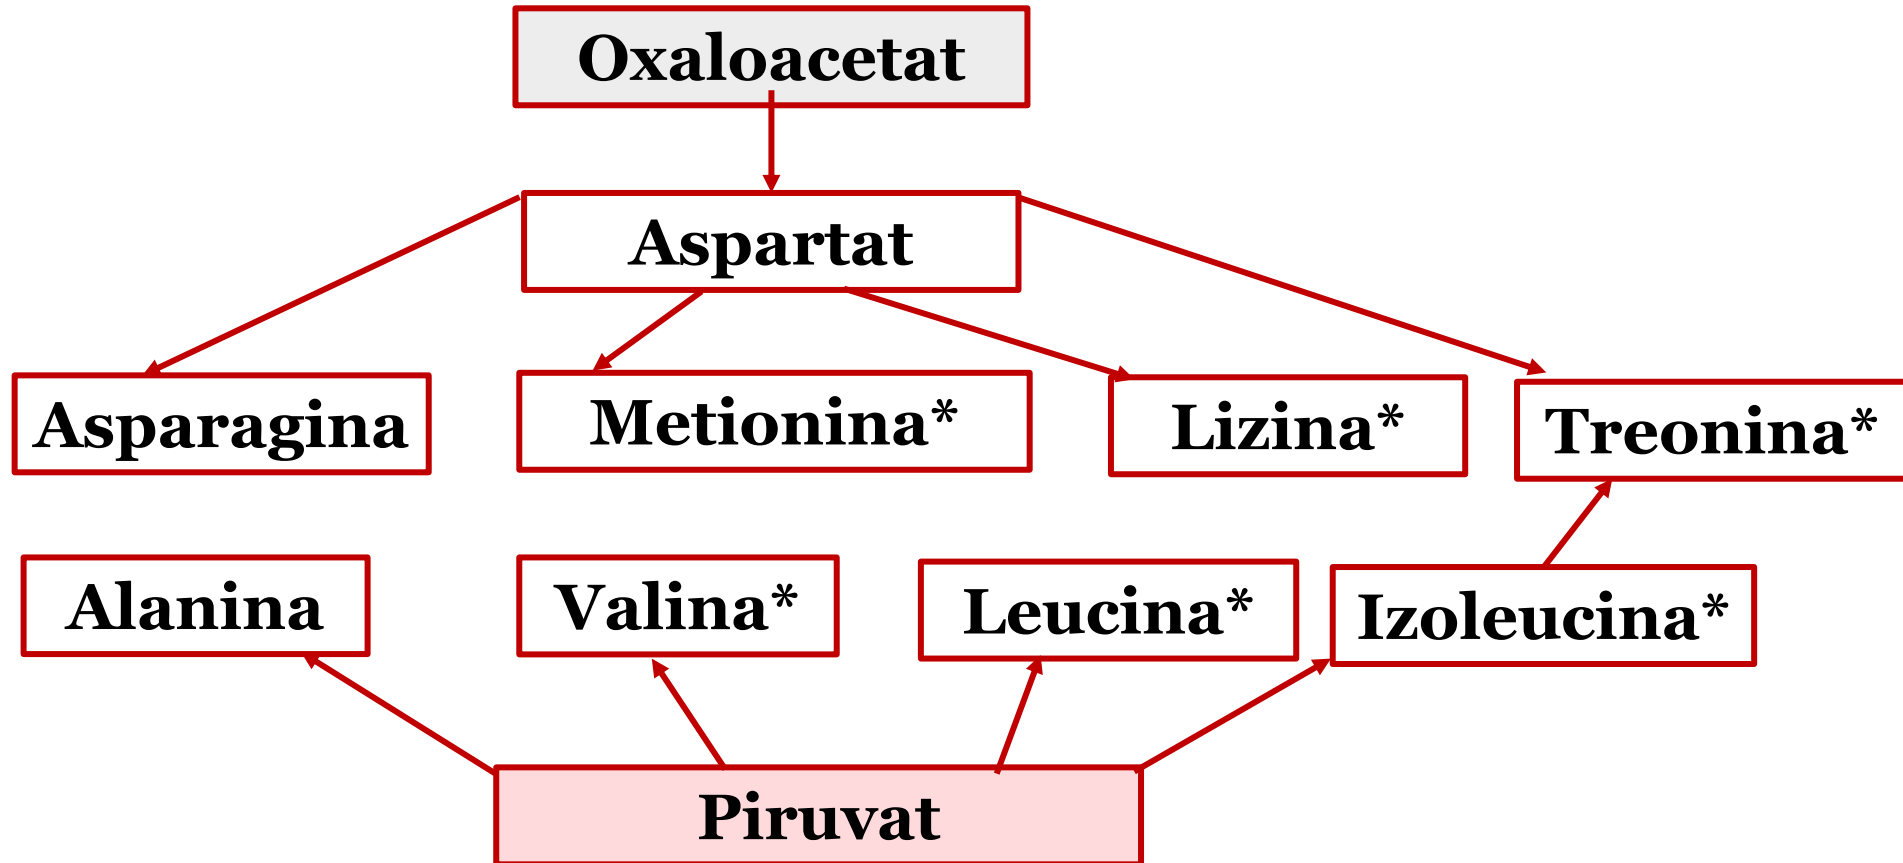 Oxaloacetat
Aspartat
Asparagina
Metionina*
Lizina*
Treonina*
Alanina
Valina*
Leucina*
Izoleucina*
Piruvat